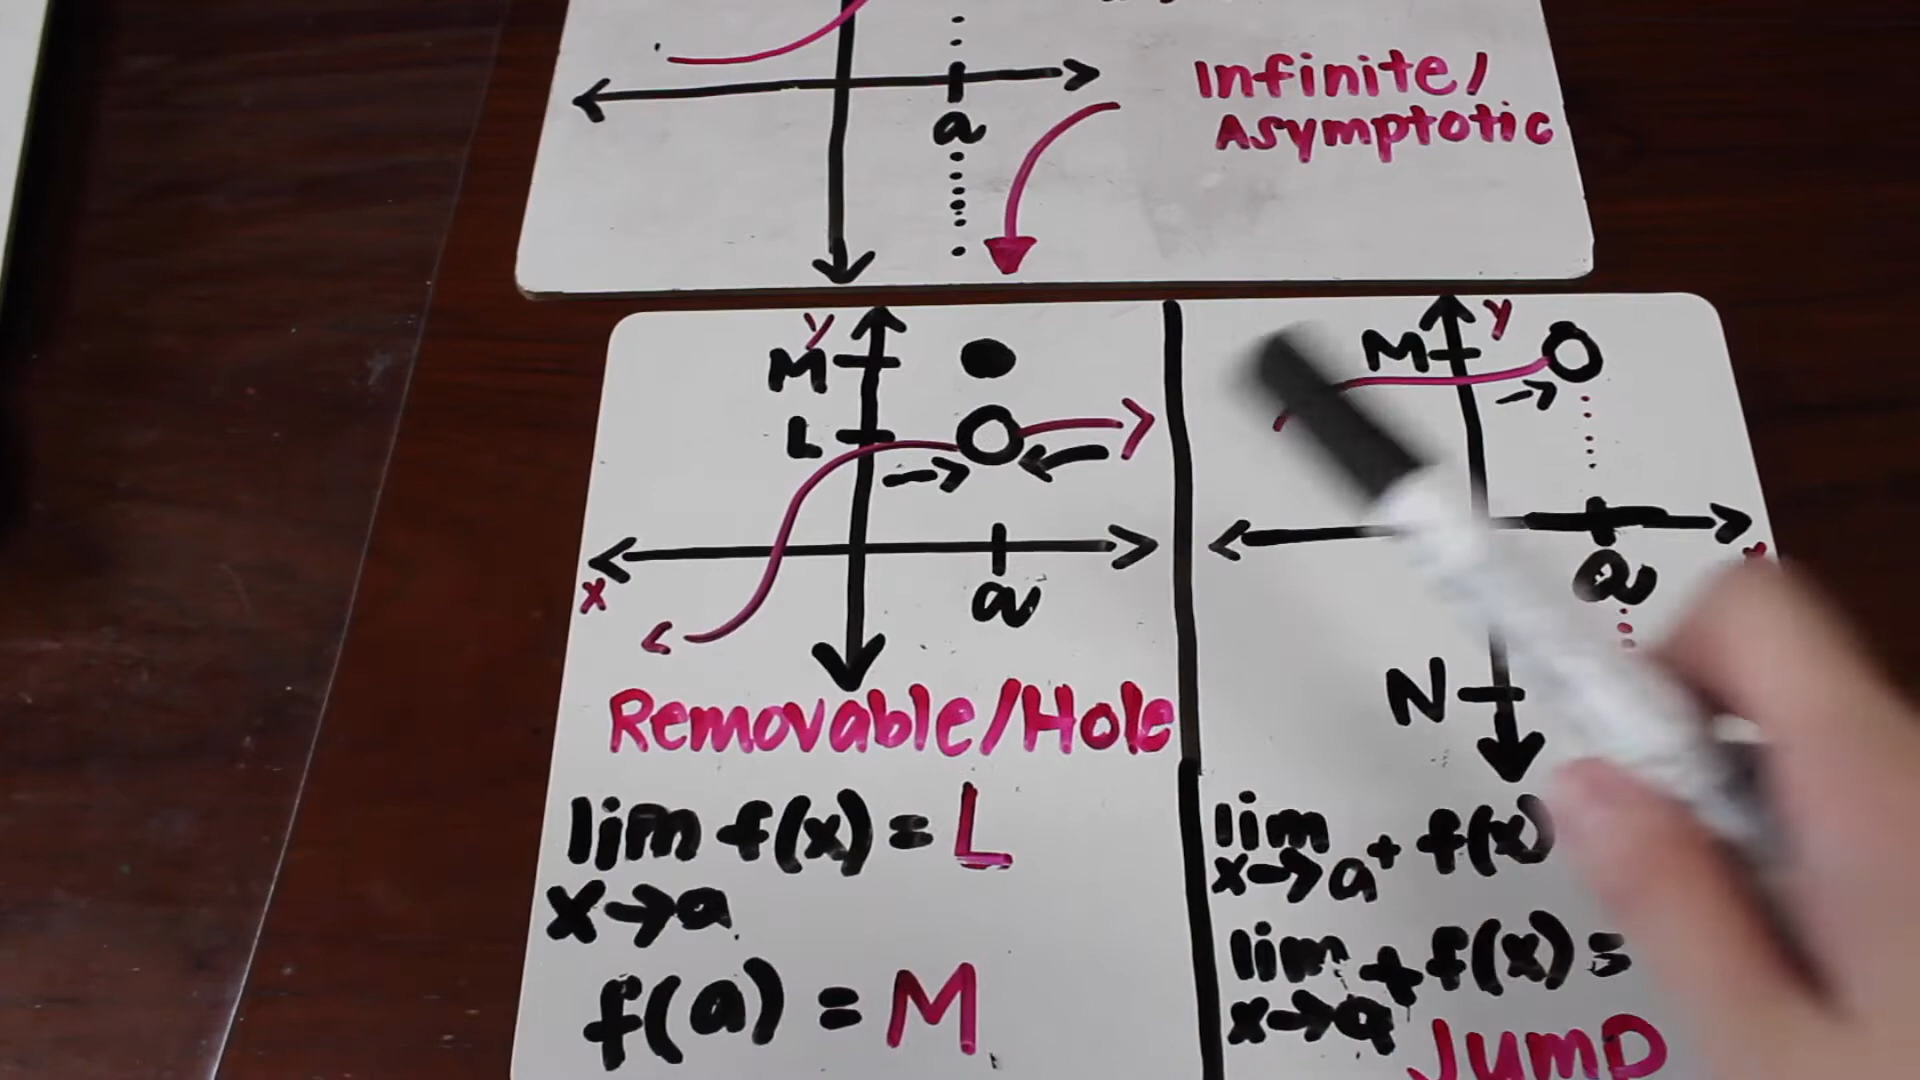 Infinite/
Asymptotic
a
y
M
L
x
a
Removable/Hole
lim f(x) = L
x→a
f(a) = M
y
M
x
a
N
lim f(x)
x→a⁺
lim + f(x) =
x→a
Jump